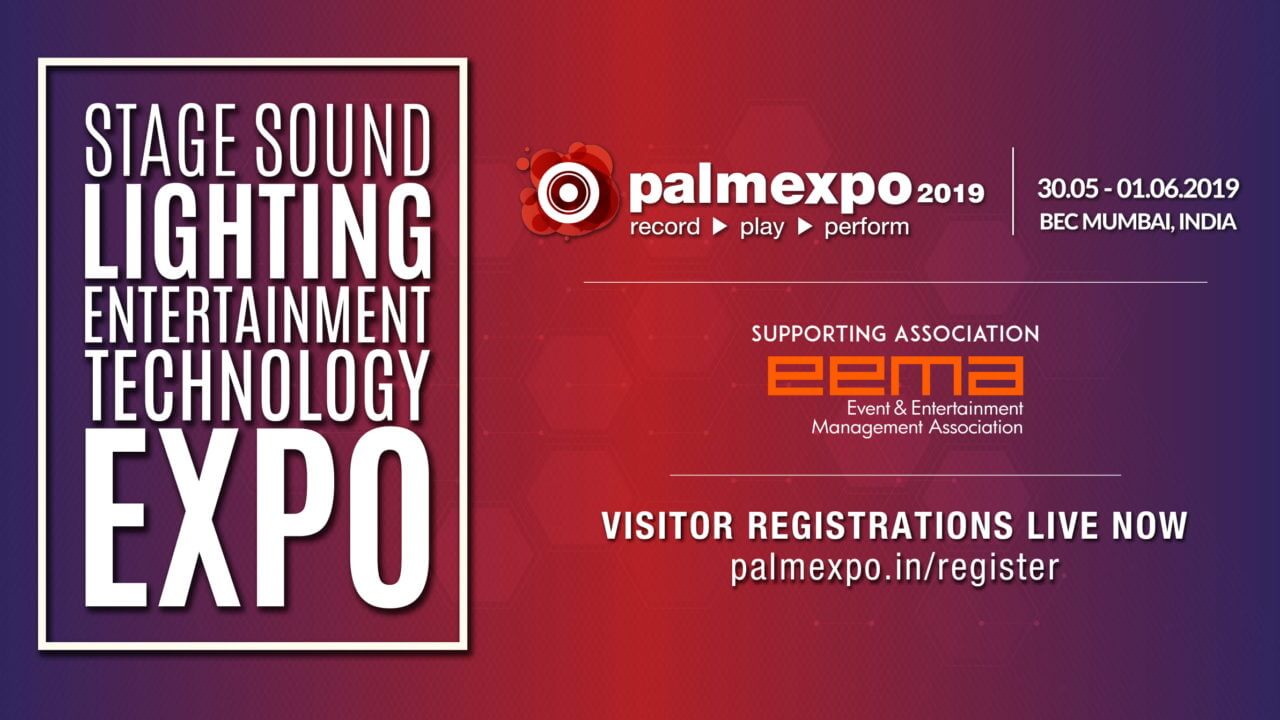 STAGE SOUND
LIGHTING
ENTERTAINMENT
TECHNOLOGY
EXPO
palmexpo 2019
record ▶ play ▶ perform
30.05 - 01.06.2019
BEC MUMBAI, INDIA
SUPPORTING ASSOCIATION
eema
Event & Entertainment
Management Association
VISITOR REGISTRATIONS LIVE NOW
palmexpo.in/register